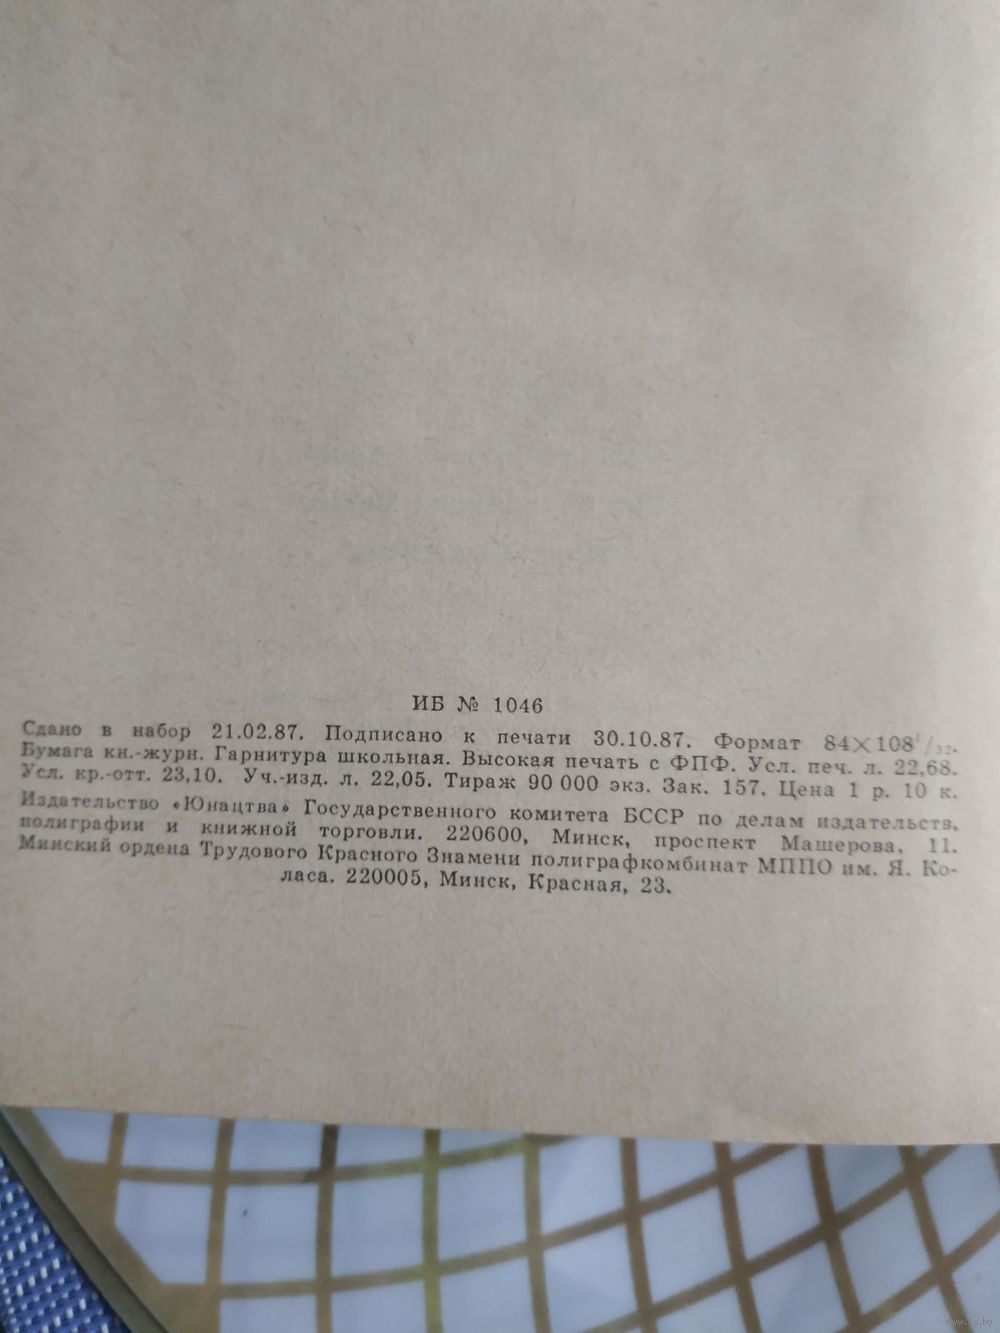 ИБ № 1046
Сдано в набор 21.02.87. Подписано к печати 30.10.87. Формат 84×108¹/₃₂.
Бумага кн.-журн. Гарнитура школьная. Высокая печать с ФПФ. Усл. печ. л. 22,68.
Усл. кр.-отт. 23,10. Уч.-изд. л. 22,05. Тираж 90 000 экз. Зак. 157. Цена 1 р. 10 к.
Издательство «Юнацтва» Государственного комитета БССР по делам издательств,
полиграфии и книжной торговли. 220600, Минск, проспект Машерова, 11.
Минский ордена Трудового Красного Знамени полиграфкомбинат МППО им. Я. Ко-
ласа. 220005, Минск, Красная, 23.